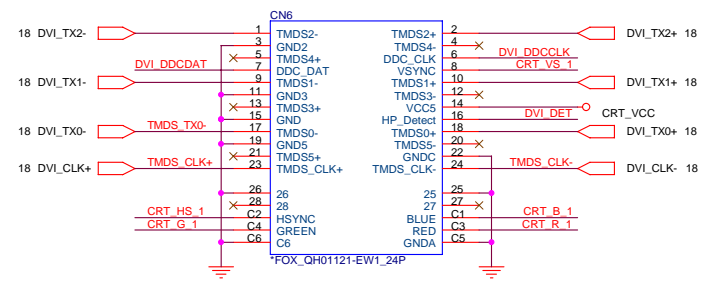 CN6
18 DVI_TX2- 1 TMDS2- TMDS2+ 2 DVI_TX2+ 18
3 GND2 TMDS4- 4
5 TMDS4+ DDC_CLK 6 DVI_DDCCLK
DVI_DDCDAT 7 DDC_DAT VSYNC 8 CRT_VS_1
18 DVI_TX1- 9 TMDS1- TMDS1+ 10 DVI_TX1+ 18
11 GND3 TMDS3- 12
13 TMDS3+ VCC5 14 CRT_VCC
15 GND HP_Detect 16 DVI_DET
18 DVI_TX0- TMDS_TX0- 17 TMDS0- TMDS0+ 18 DVI_TX0+ 18
19 GND5 TMDS5- 20
21 TMDS5+ GNDC 22
18 DVI_CLK+ TMDS_CLK+ 23 TMDS_CLK+ TMDS_CLK- 24 TMDS_CLK- DVI_CLK- 18
26 26 25 25
28 28 27 27
CRT_HS_1 C2 HSYNC BLUE C1 CRT_B_1
CRT_G_1 C4 GREEN RED C3 CRT_R_1
C6 C6 GNDA C5
*FOX_QH01121-EW1_24P